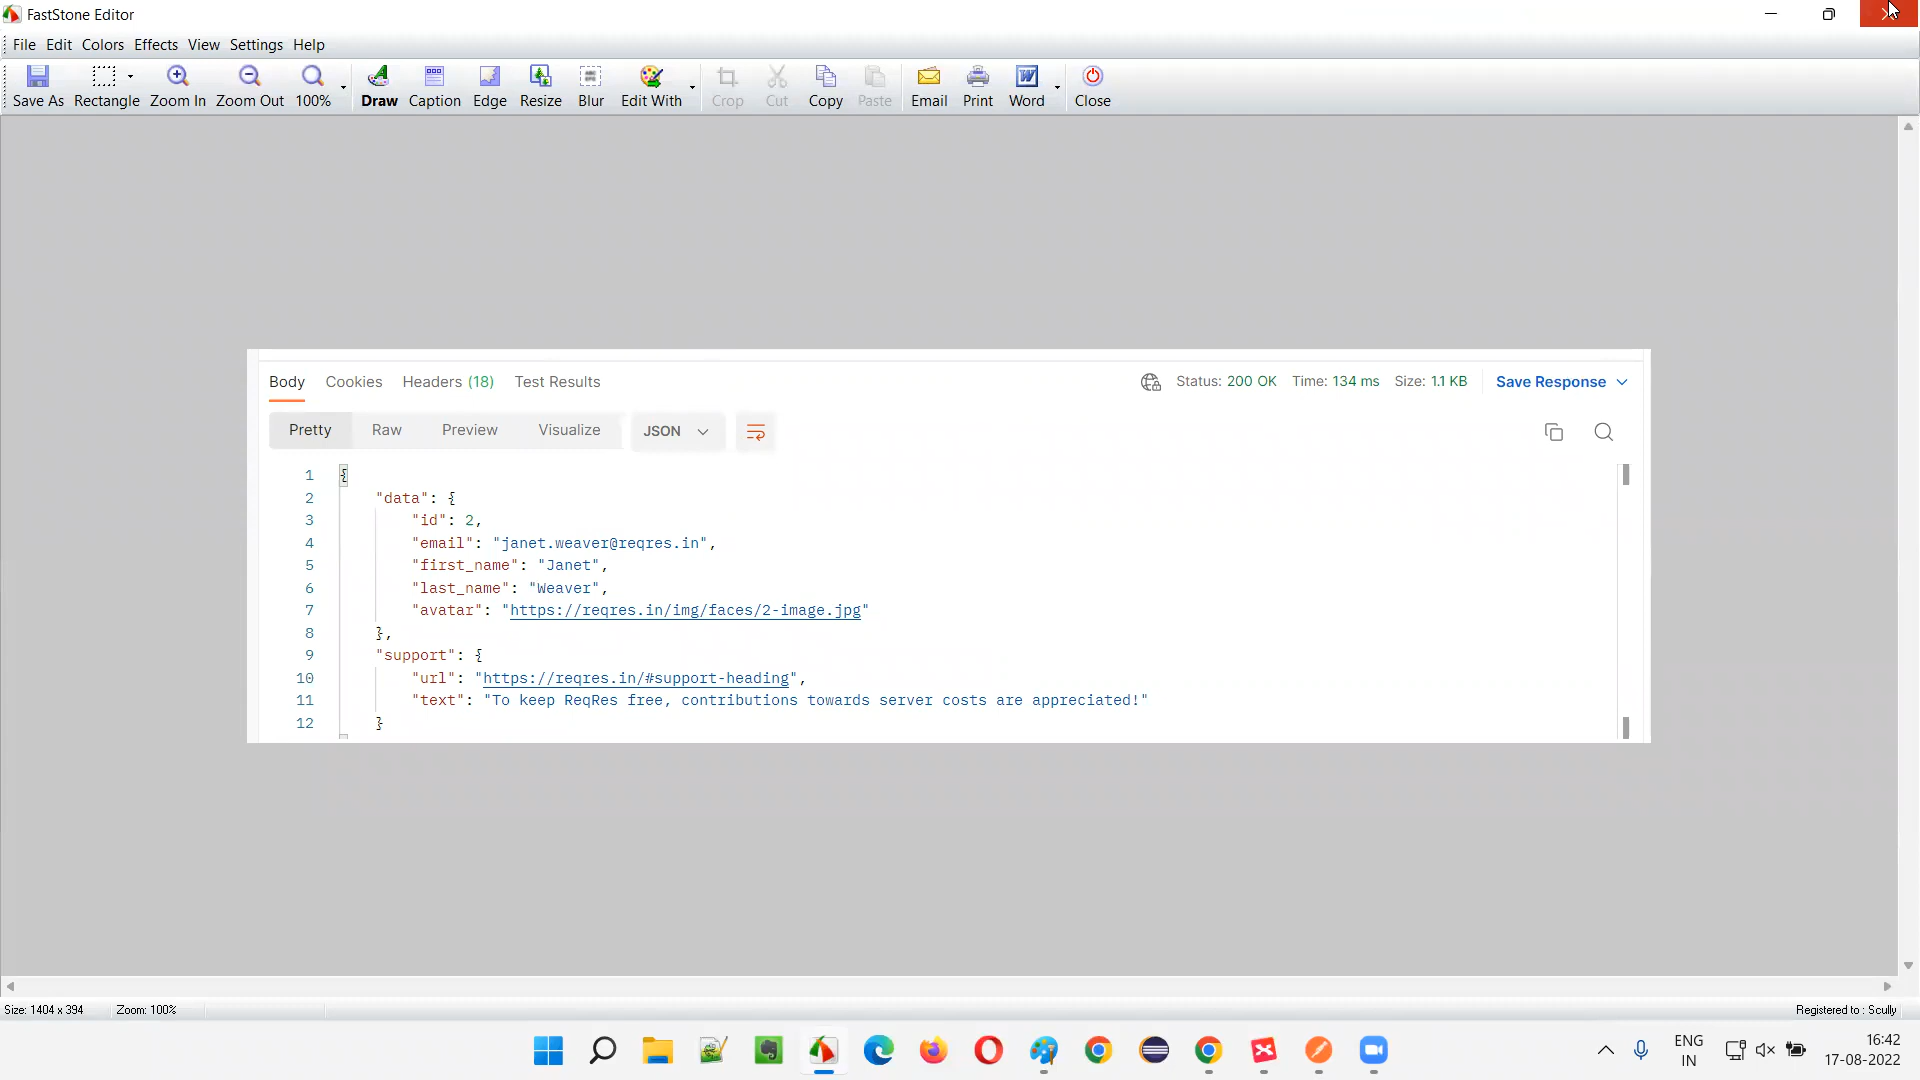 FastStone Editor
File Edit Colors Effects View Settings Help
Save As Rectangle Zoom In Zoom Out 100% Draw Caption Edge Resize Blur Edit With Crop Cut Copy Paste Email Print Word Close
Body Cookies Headers (18) Test Results Status: 200 OK Time: 134 ms Size: 1.1 KB Save Response
Pretty Raw Preview Visualize JSON
1 {
2 "data": {
3 "id": 2,
4 "email": "janet.weaver@reqres.in",
5 "first_name": "Janet",
6 "last_name": "Weaver",
7 "avatar": "https://reqres.in/img/faces/2-image.jpg"
8 },
9 "support": {
10 "url": "https://reqres.in/#support-heading",
11 "text": "To keep ReqRes free, contributions towards server costs are appreciated!"
12 }
Size: 1404 x 394 Zoom: 100% Registered to : Scully
ENG 16:42
IN 17-08-2022